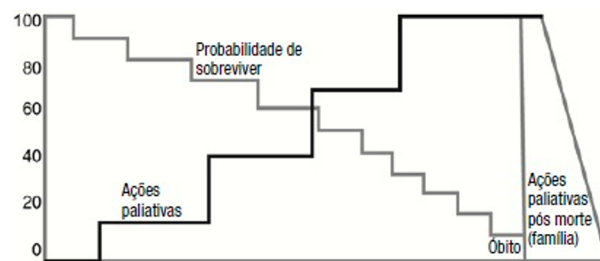 100
80
60
40
20
0
Probabilidade de
sobreviver
Ações
paliativas
Óbito
Ações
paliativas
pós morte
(família)